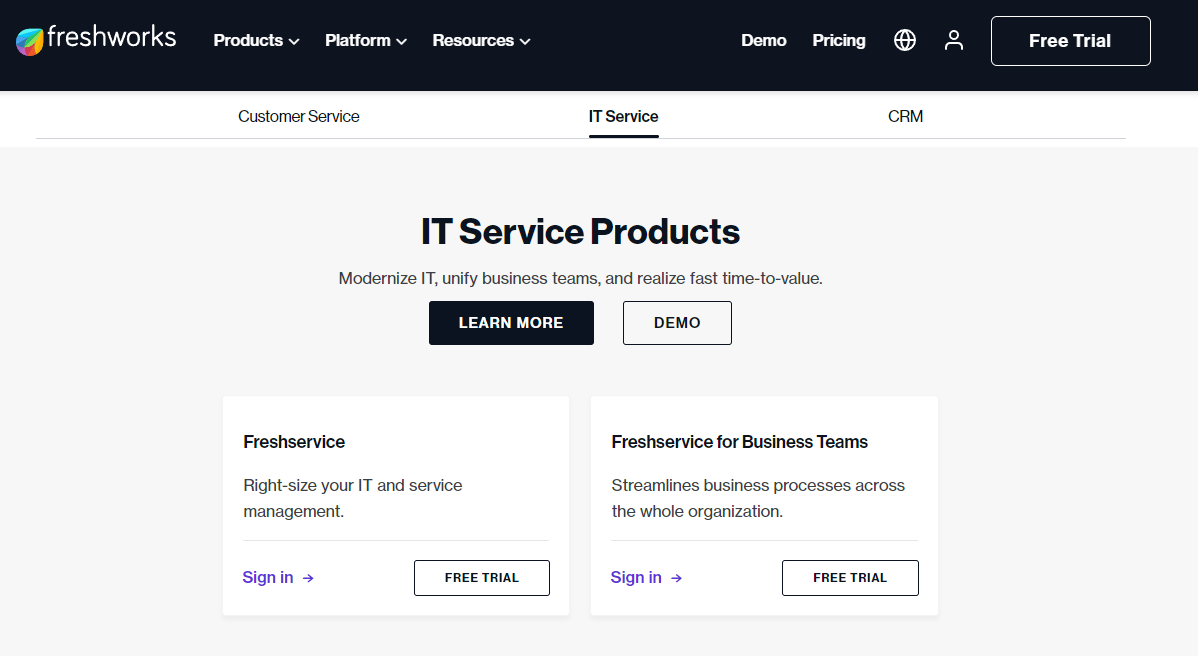 freshworks
Products Platform Resources Demo Pricing Free Trial
Customer Service IT Service CRM
IT Service Products
Modernize IT, unify business teams, and realize fast time-to-value.
LEARN MORE DEMO
Freshservice
Right-size your IT and service
management.
Sign in →
FREE TRIAL
Freshservice for Business Teams
Streamlines business processes across
the whole organization.
Sign in →
FREE TRIAL